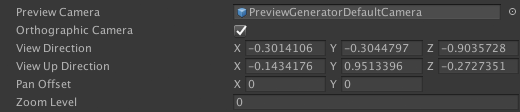 Preview Camera PreviewGeneratorDefaultCamera
Orthographic Camera
View Direction X -0.3014106 Y -0.3044797 Z -0.9035728
View Up Direction X -0.1434176 Y 0.9513396 Z -0.2727351
Pan Offset X 0 Y 0
Zoom Level 0